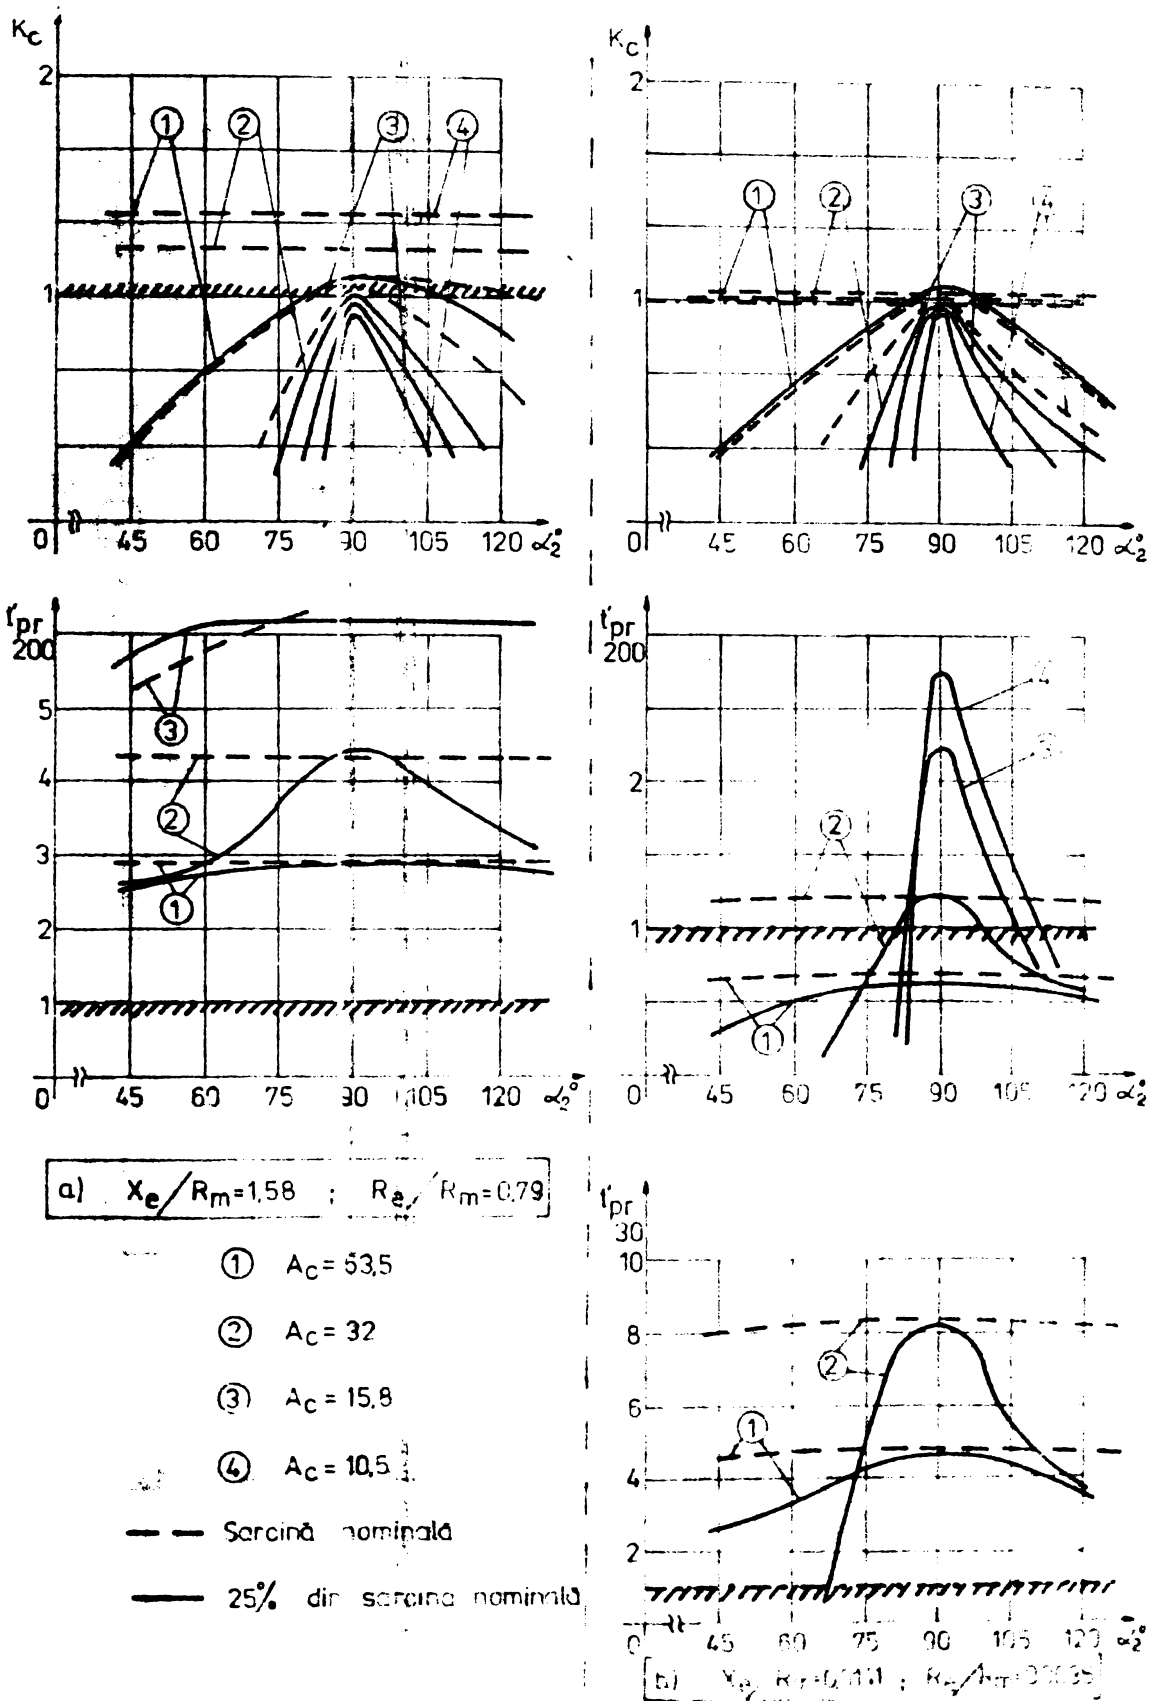 Kc
2
1 2 3 4
1
0 45 60 75 90 105 120 α₂°
Kc
2
1 2 3 4
1
0 45 60 75 90 105 120 α₂°
t'pr
200
5
3
4
2
3
1
2
1
0 45 60 75 90 105 120 α₂°
t'pr
200
4
3
2
2
1
1
0 45 60 75 90 105 120 α₂°
a) Xe/Rm=1,58 ; Re/Rm=0,79
1 Ac= 53,5
2 Ac= 32
3 Ac= 15,8
4 Ac= 10,5
Sarcină nominală
25% din sarcina nominală
t'pr
30
10
8
2
6
1
4
2
0 45 60 75 90 105 120 α₂°
b)